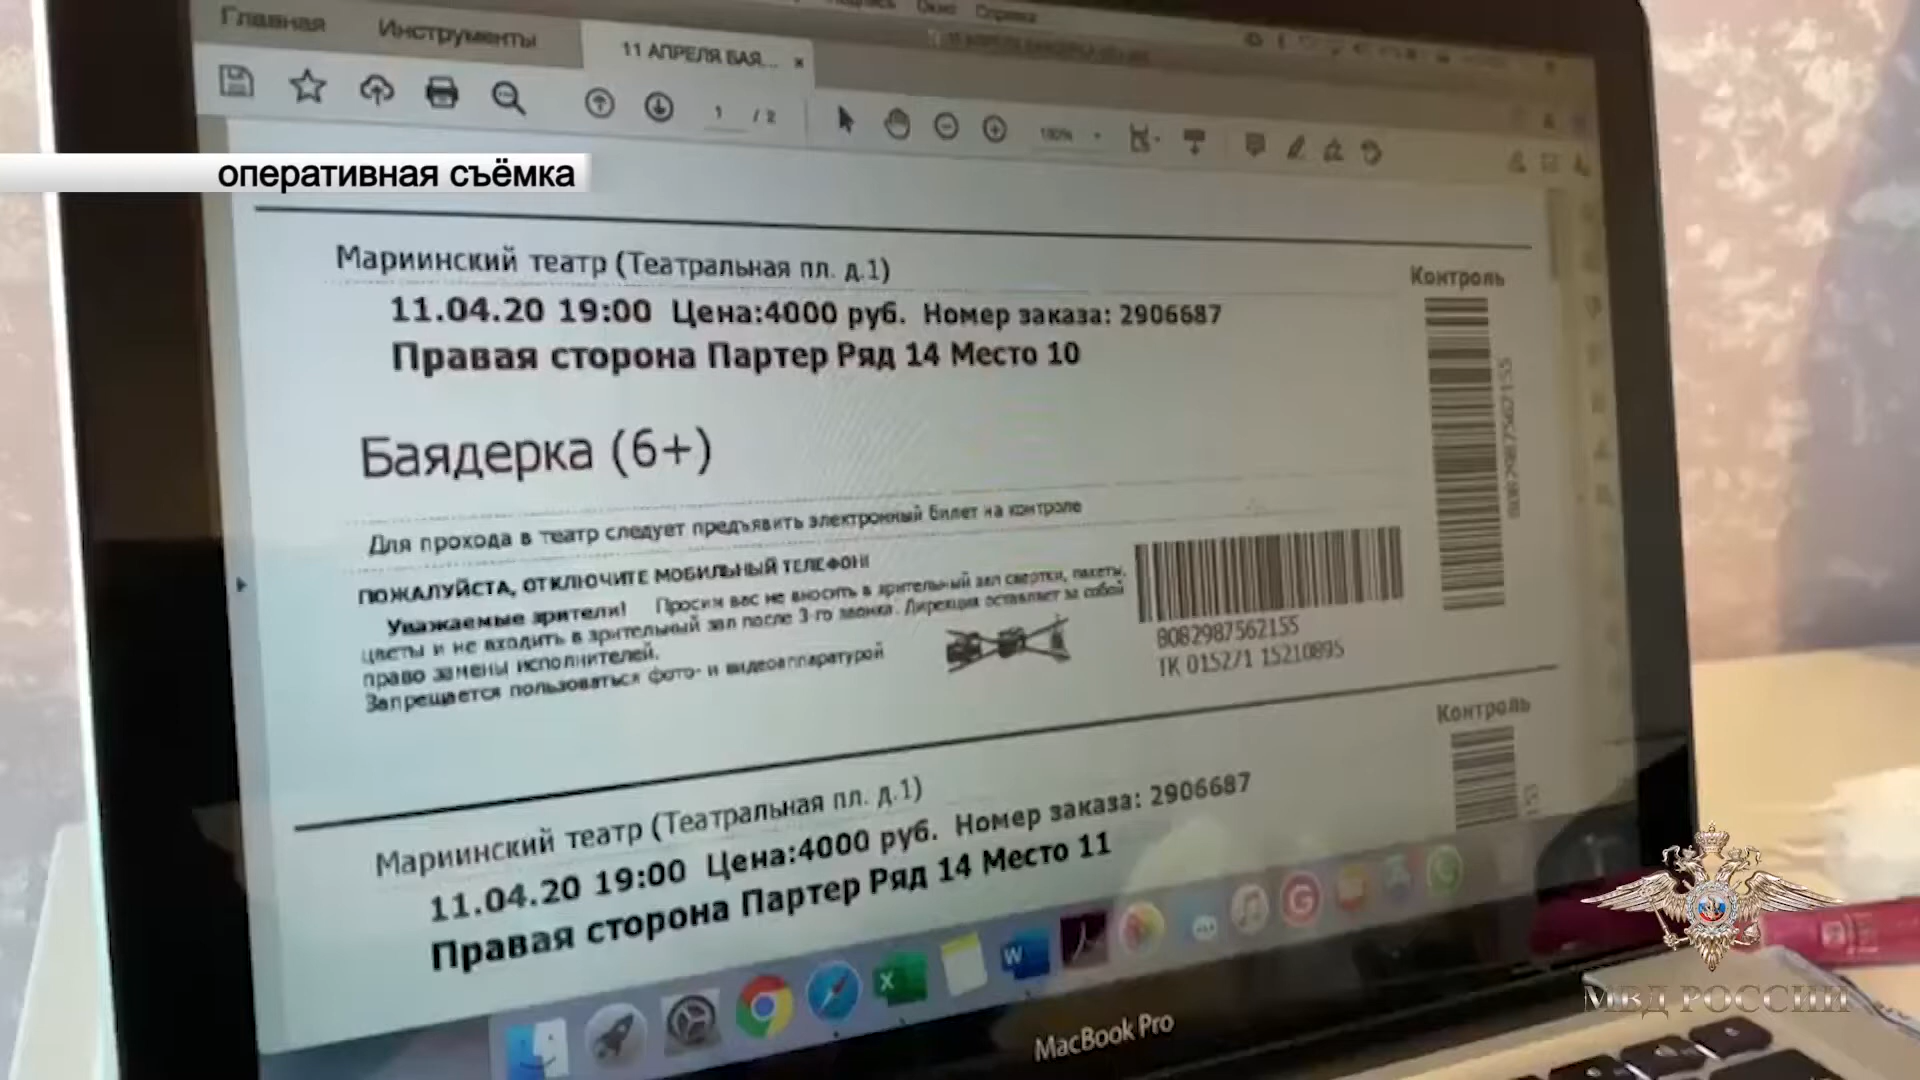 Окно Справка
Главная Инструменты 11 АПРЕЛЯ БАЯ...
1 / 2
оперативная съёмка
Мариинский театр (Театральная пл. д.1)
Контроль
11.04.20 19:00 Цена:4000 руб. Номер заказа: 2906687
Правая сторона Партер Ряд 14 Место 10
8082987562155
Баядерка (6+)
Для прохода в театр следует предъявить электронный билет на контроле
ПОЖАЛУЙСТА, ОТКЛЮЧИТЕ МОБИЛЬНЫЙ ТЕЛЕФОН!
Уважаемые зрители! Просим вас не вносить в зрительный зал свертки, пакеты,
цветы и не входить в зрительный зал после 3-го звонка. Дирекция оставляет за собой
право замены исполнителей.
Запрещается пользоваться фото- и видеоаппаратурой
8082987562155
ТК 015271 15210895
Контроль
Мариинский театр (Театральная пл. д.1)
11.04.20 19:00 Цена:4000 руб. Номер заказа: 2906687
Правая сторона Партер Ряд 14 Место 11
MacBook Pro
МВД РОССИИ